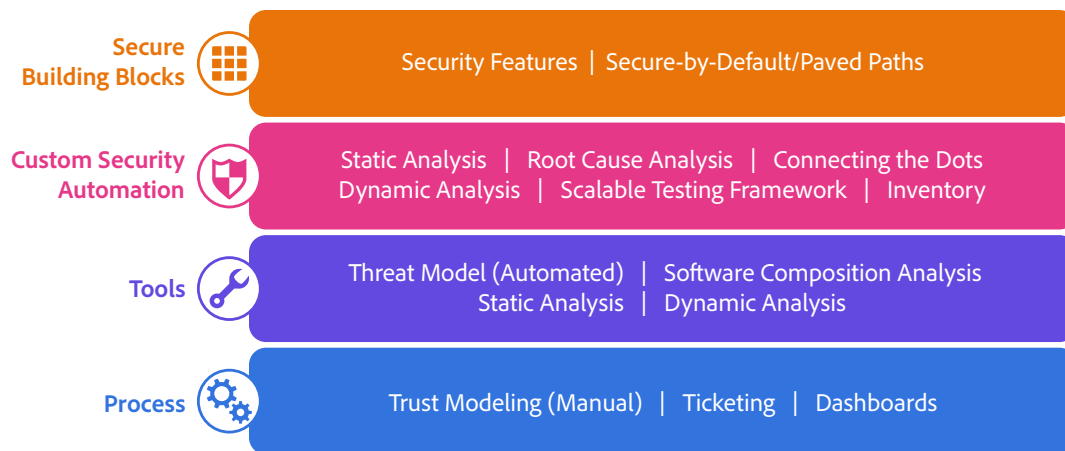 Secure
Building Blocks
Security Features | Secure-by-Default/Paved Paths
Custom Security
Automation
Static Analysis | Root Cause Analysis | Connecting the Dots
Dynamic Analysis | Scalable Testing Framework | Inventory
Tools
Threat Model (Automated) | Software Composition Analysis
Static Analysis | Dynamic Analysis
Process
Trust Modeling (Manual) | Ticketing | Dashboards